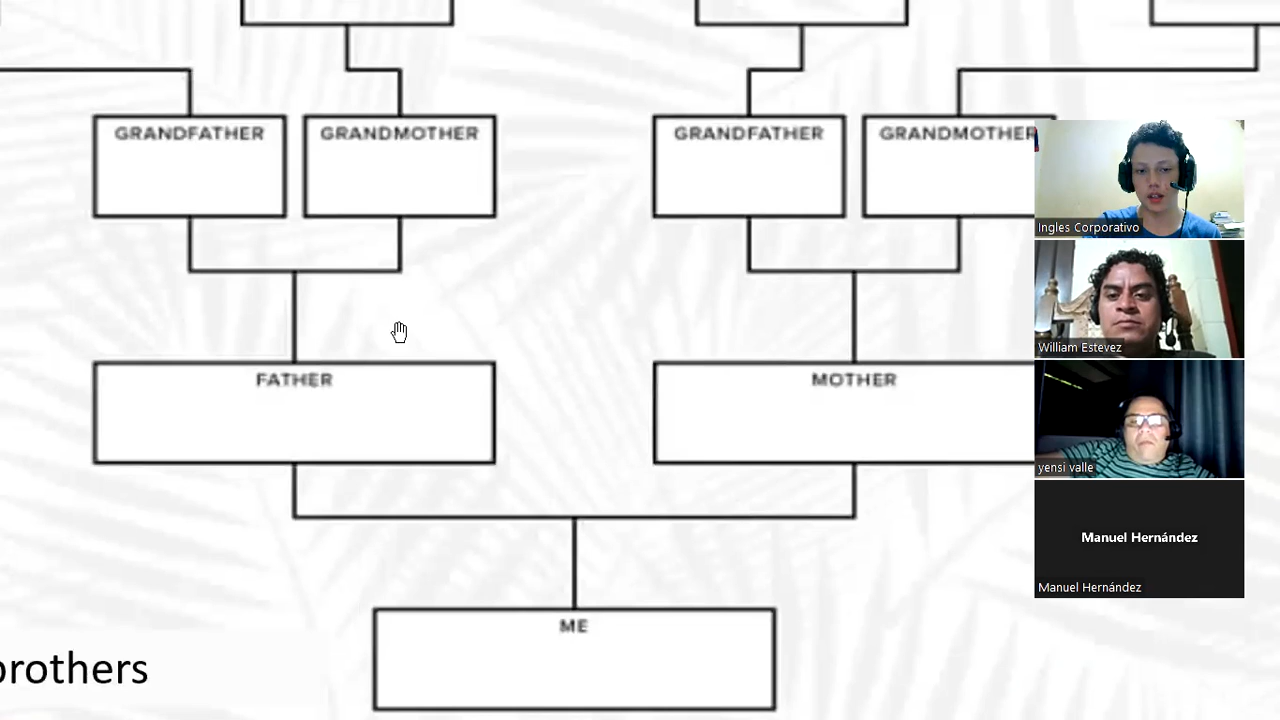 GRANDFATHER
GRANDMOTHER
GRANDFATHER
GRANDMOTHER
Ingles Corporativo
William Estevez
FATHER
MOTHER
yensi valle
Manuel Hernández
Manuel Hernández
ME
brothers